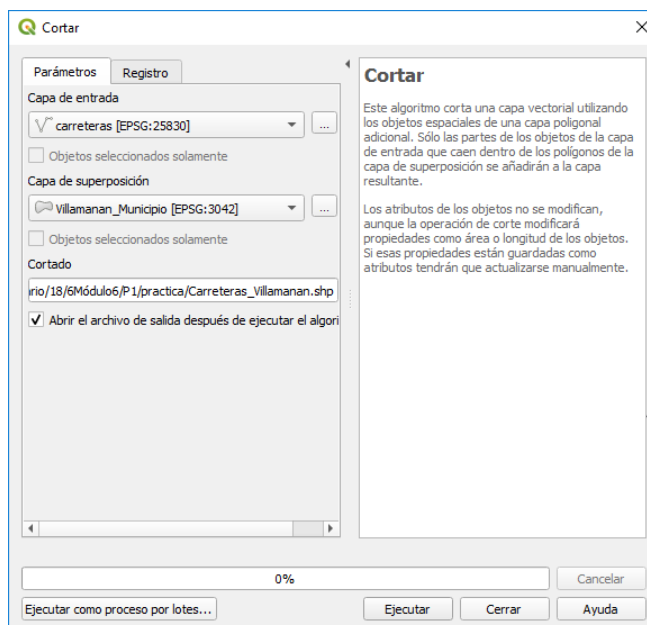 Cortar
Parámetros
Registro
Capa de entrada
carreteras [EPSG:25830]
...
Objetos seleccionados solamente
Capa de superposición
Villamanan_Municipio [EPSG:3042]
...
Objetos seleccionados solamente
Cortado
rio/18/6Módulo6/P1/practica/Carreteras_Villamanan.shp
Abrir el archivo de salida después de ejecutar el algori
Cortar
Este algoritmo corta una capa vectorial utilizando
los objetos espaciales de una capa poligonal
adicional. Sólo las partes de los objetos de la capa
de entrada que caen dentro de los polígonos de la
capa de superposición se añadirán a la capa
resultante.
Los atributos de los objetos no se modifican,
aunque la operación de corte modificará
propiedades como área o longitud de los objetos.
Si esas propiedades están guardadas como
atributos tendrán que actualizarse manualmente.
0%
Cancelar
Ejecutar como proceso por lotes...
Ejecutar
Cerrar
Ayuda